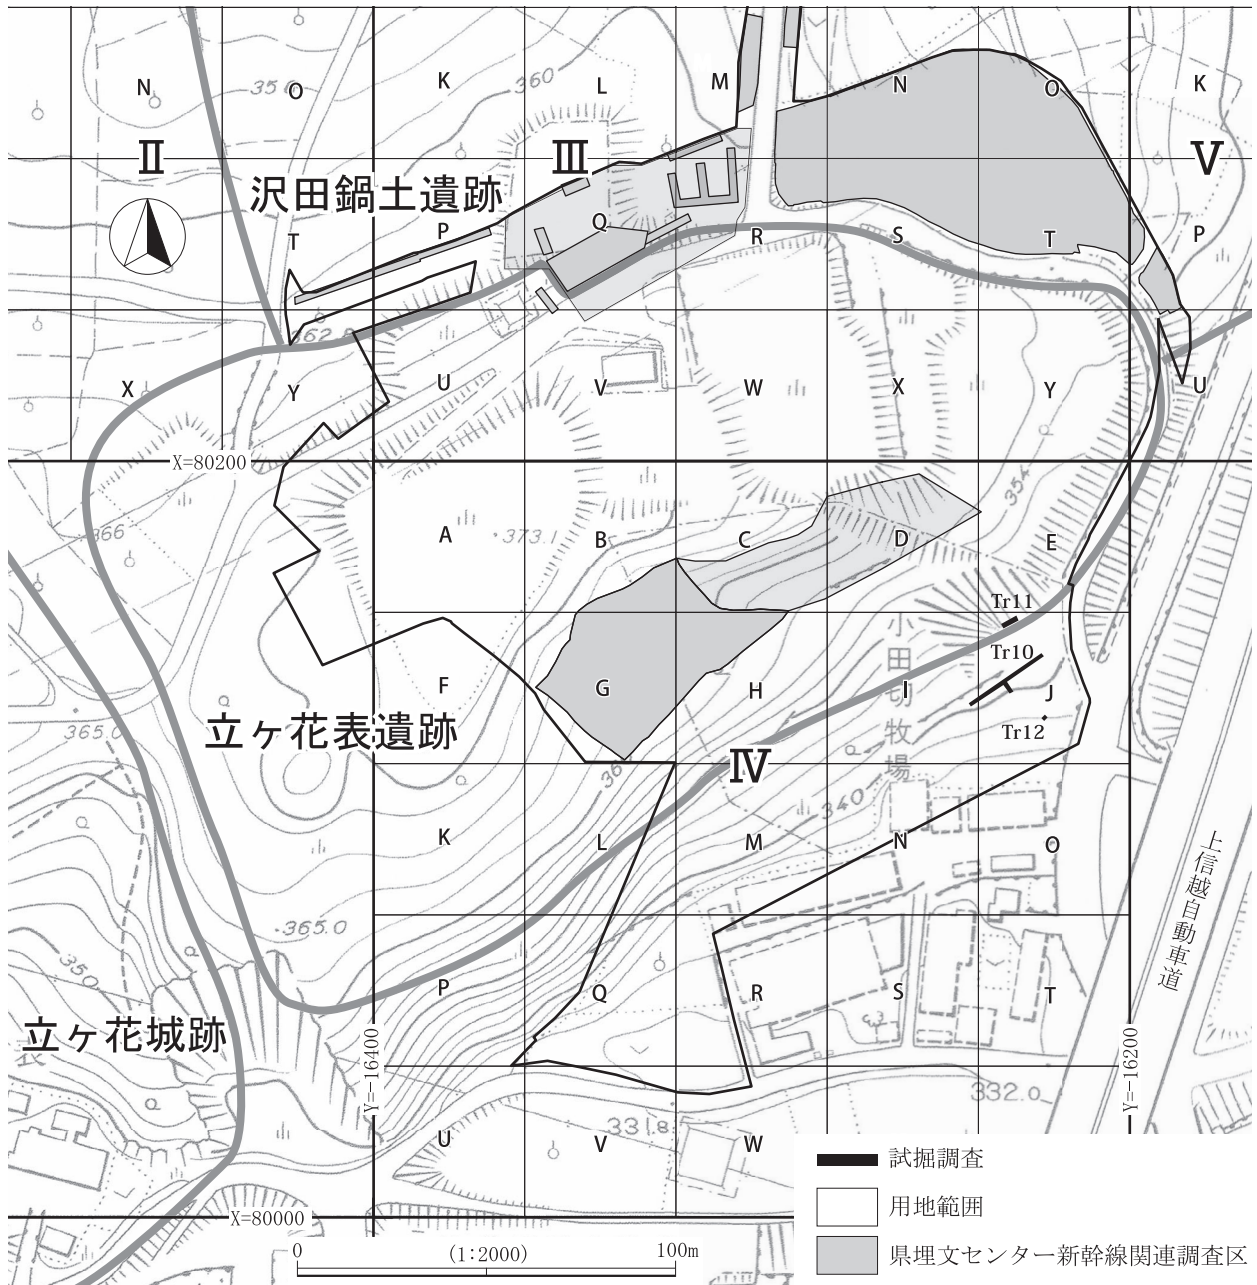 N
O
K
L
M
N
O
K
350
360
II
III
V
沢田鍋土遺跡
T
P
Q
R
S
T
P
362.8
X
Y
U
V
W
X
Y
U
X=80200
354
366
A
・373.1
B
C
D
E
Tr11
小田切牧場
Tr10
F
G
H
I
J
Tr12
立ヶ花表遺跡
365.0
IV
340
K
L
M
N
O
上信越自動車道
・365.0
350
P
Q
R
S
T
立ヶ花城跡
Y=-16400
Y=-16200
332.0
331.8
U
V
W
X=80000
試掘調査
用地範囲
県埋文センター新幹線関連調査区
0 (1:2000) 100m